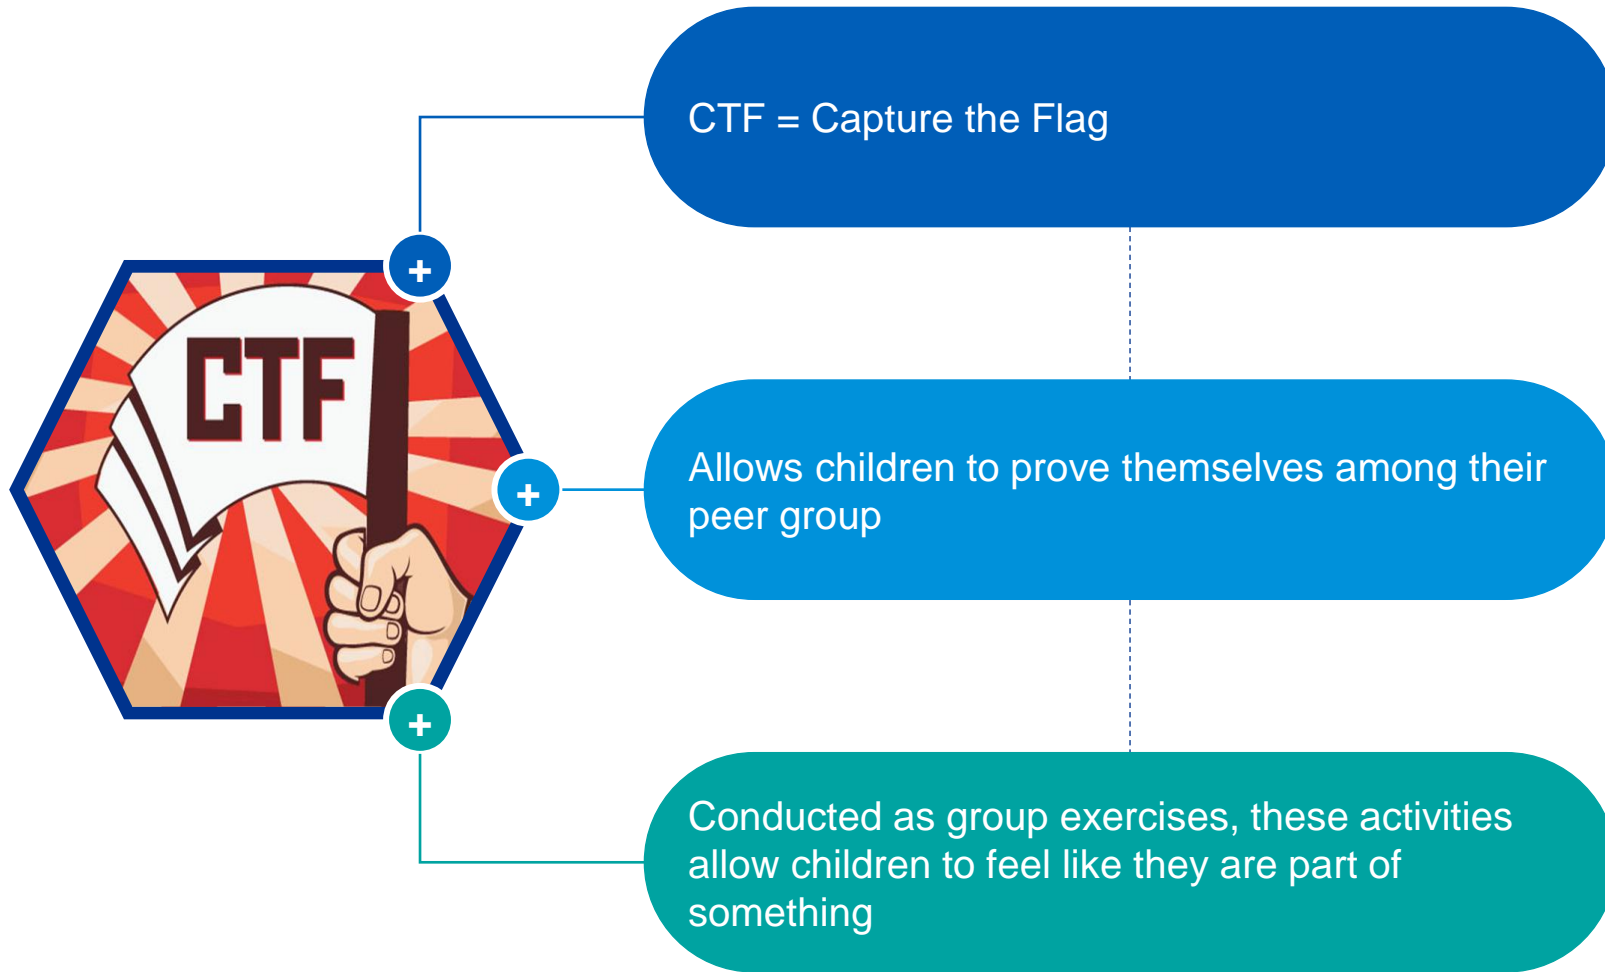 CTF = Capture the Flag
CTF
+
+
+
Allows children to prove themselves among their
peer group
Conducted as group exercises, these activities
allow children to feel like they are part of
something